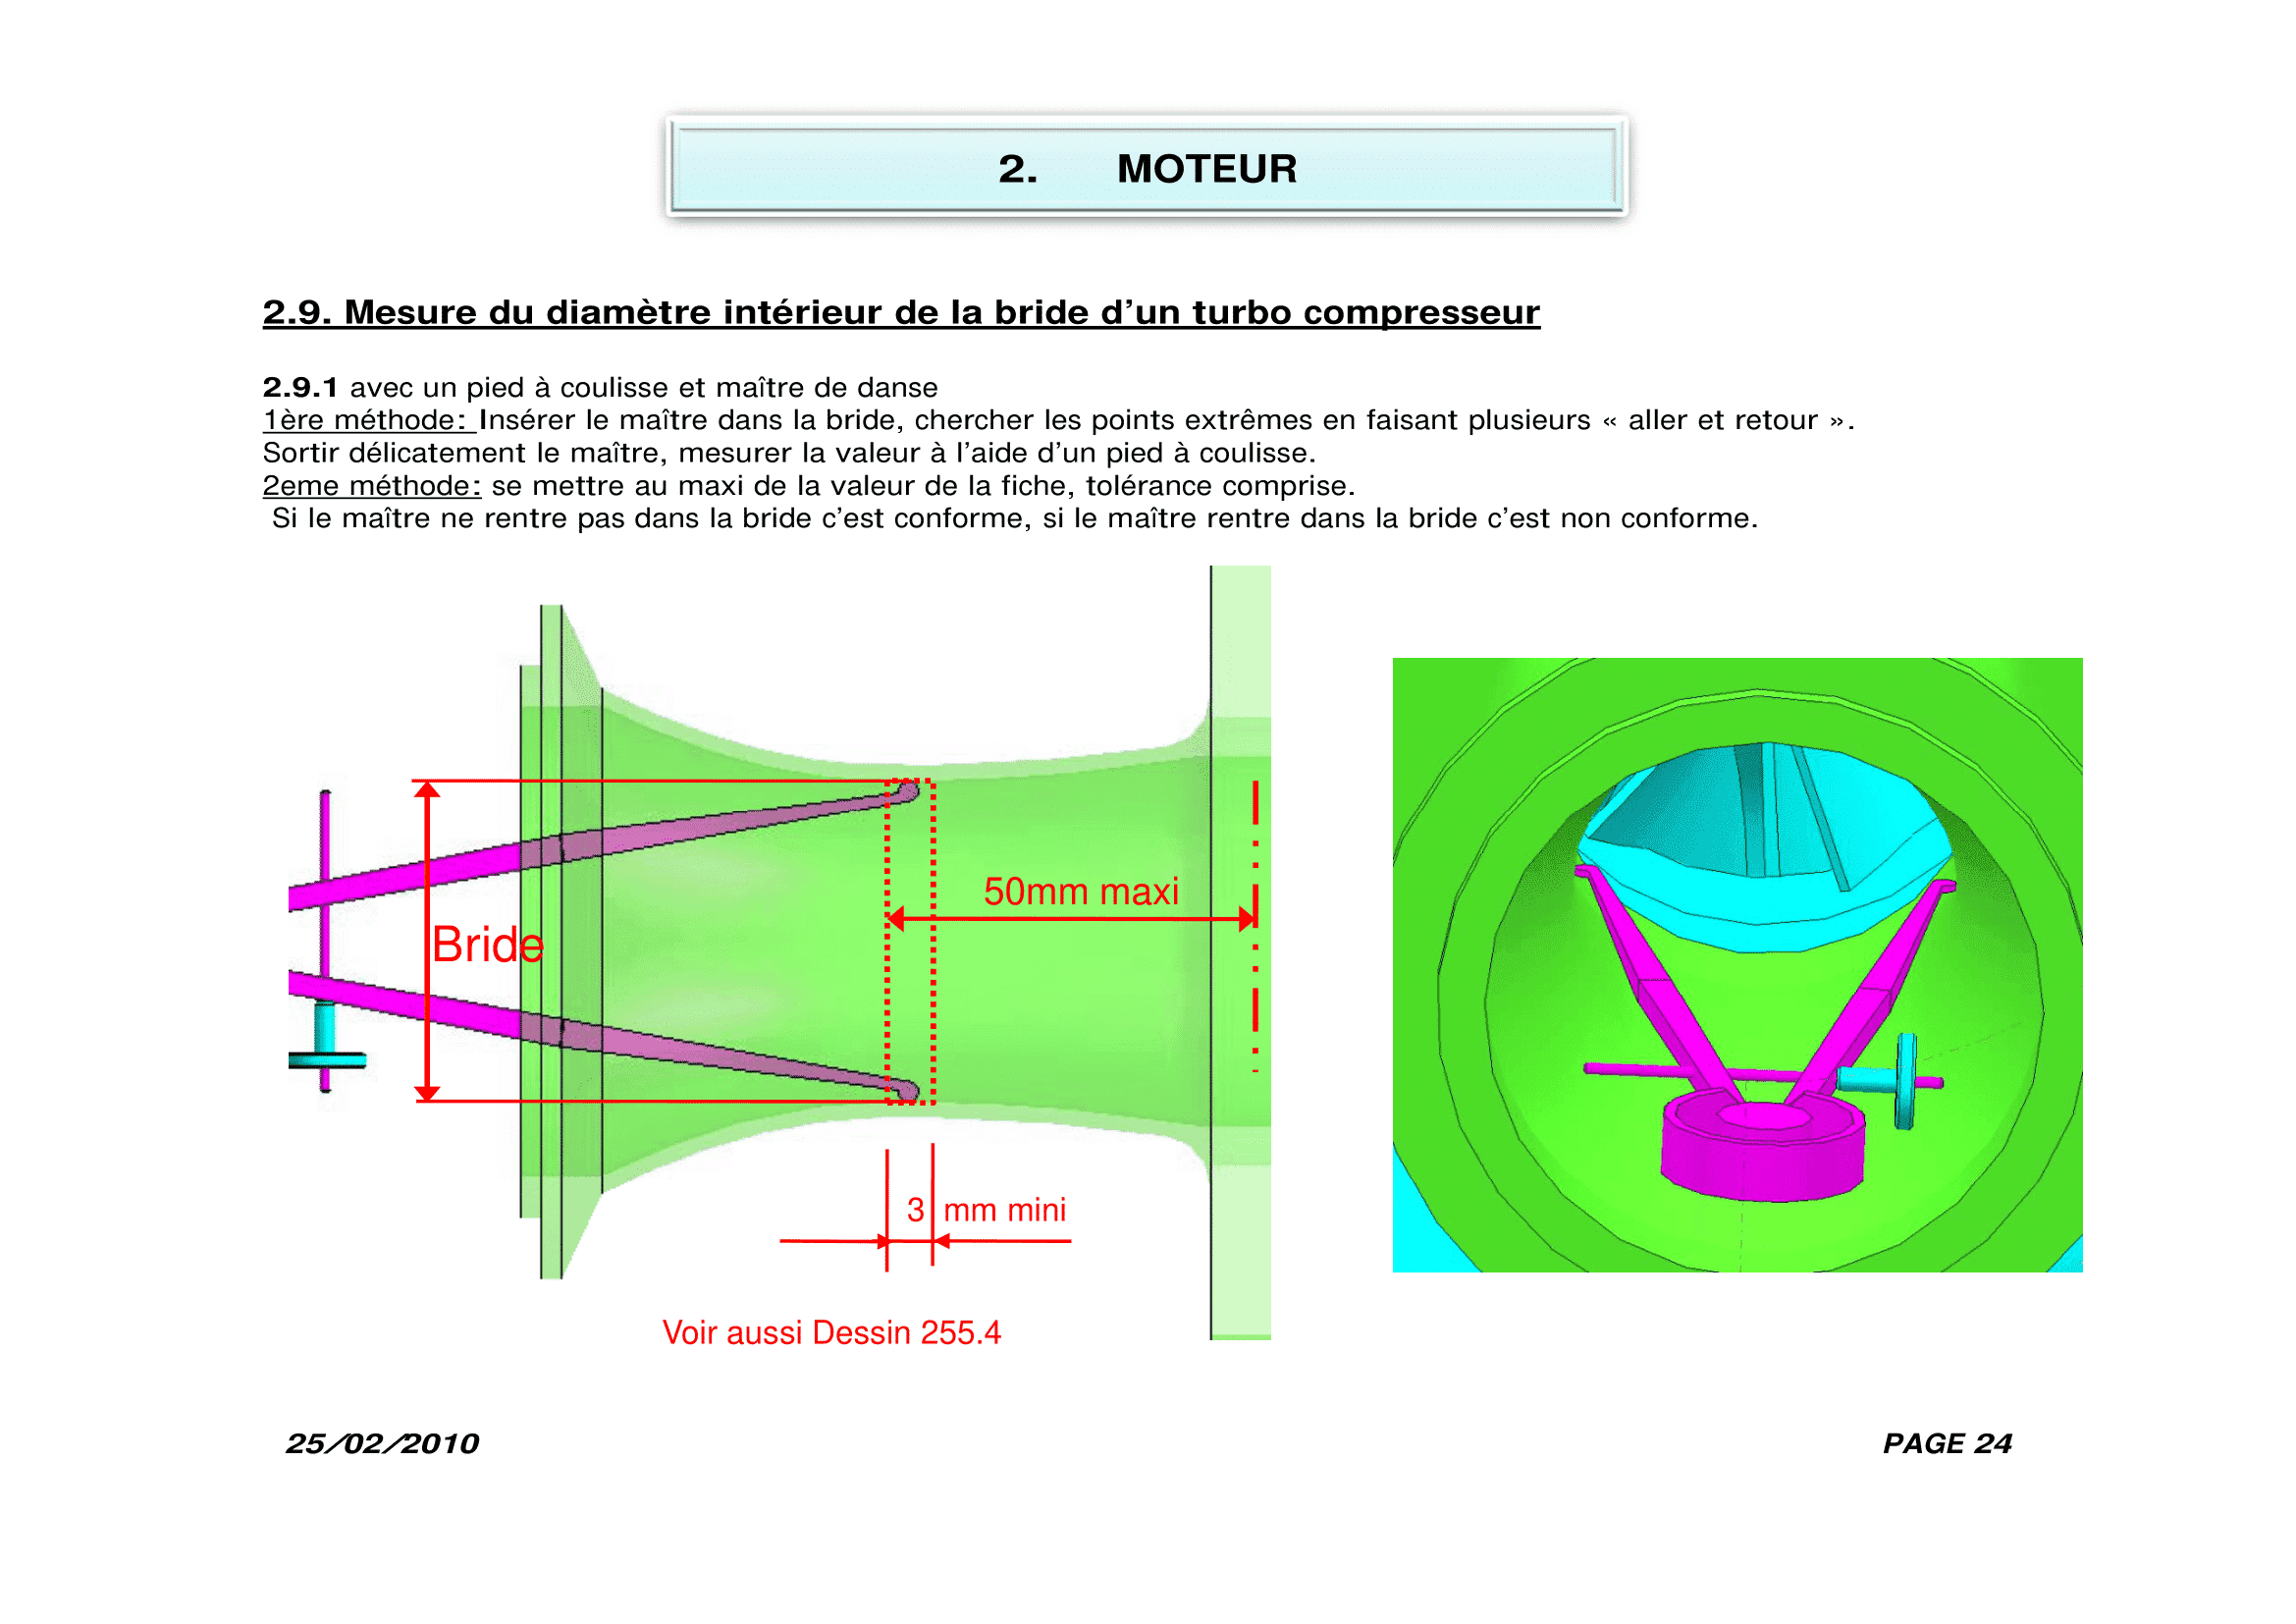 2. MOTEUR
2.9. Mesure du diamètre intérieur de la bride d’un turbo compresseur
2.9.1 avec un pied à coulisse et maître de danse
1ère méthode: Insérer le maître dans la bride, chercher les points extrêmes en faisant plusieurs « aller et retour ».
Sortir délicatement le maître, mesurer la valeur à l’aide d’un pied à coulisse.
2eme méthode: se mettre au maxi de la valeur de la fiche, tolérance comprise.
Si le maître ne rentre pas dans la bride c’est conforme, si le maître rentre dans la bride c’est non conforme.
50mm maxi
Bride
3 mm mini
Voir aussi Dessin 255.4
25/02/2010
PAGE 24